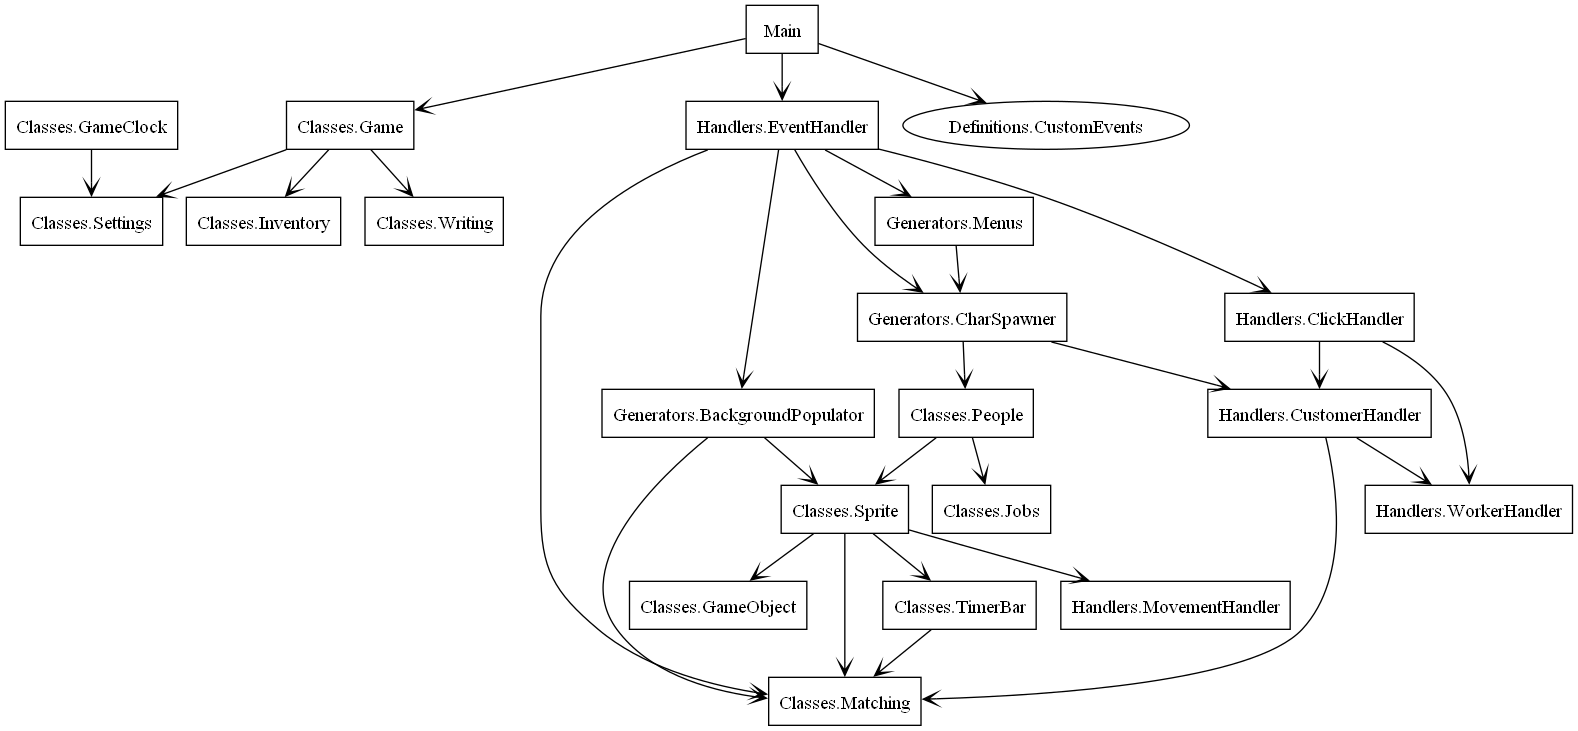 Main
Classes.GameClock
Classes.Game
Handlers.EventHandler
Definitions.CustomEvents
Classes.Settings
Classes.Inventory
Classes.Writing
Generators.Menus
Generators.CharSpawner
Handlers.ClickHandler
Generators.BackgroundPopulator
Classes.People
Handlers.CustomerHandler
Classes.Sprite
Classes.Jobs
Handlers.WorkerHandler
Classes.GameObject
Classes.TimerBar
Handlers.MovementHandler
Classes.Matching